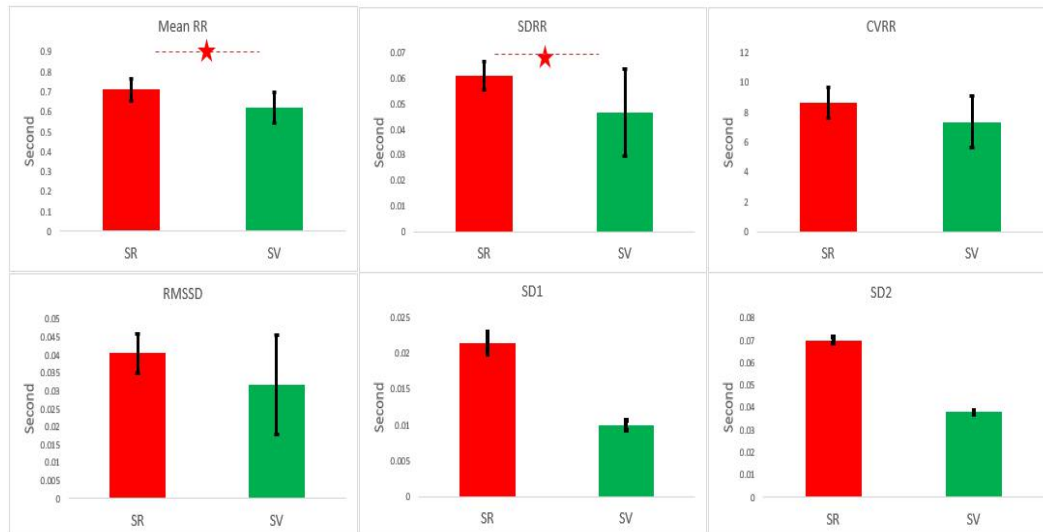 Mean RR
Second
0.9
0.8
0.7
0.6
0.5
0.4
0.3
0.2
0.1
0
SR
SV
SDRR
Second
0.07
0.06
0.05
0.04
0.03
0.02
0.01
0
SR
SV
CVRR
Second
12
10
8
6
4
2
0
SR
SV
RMSSD
Second
0.05
0.045
0.04
0.035
0.03
0.025
0.02
0.015
0.01
0.005
0
SR
SV
SD1
Second
0.025
0.02
0.015
0.01
0.005
0
SR
SV
SD2
Second
0.08
0.07
0.06
0.05
0.04
0.03
0.02
0.01
0
SR
SV